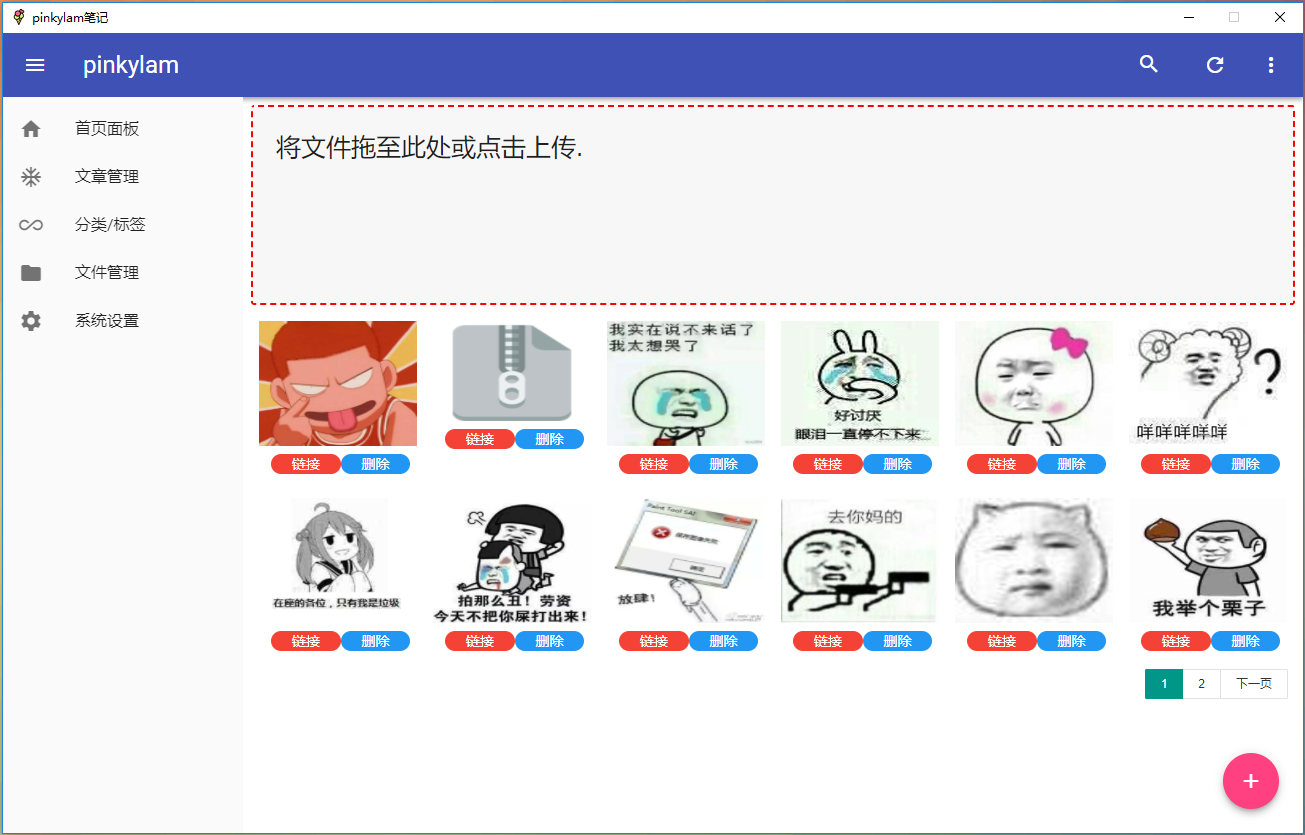 pinkylam笔记
pinkylam
首页面板
文章管理
分类/标签
文件管理
系统设置
将文件拖至此处或点击上传.
我实在说不来话了
我太想哭了
好讨厌
眼泪一直停不下来
咩咩咩咩咩
?
链接 删除
链接 删除
链接 删除
链接 删除
链接 删除
链接 删除
在座的各位，只有我是垃圾
拍那么丑！劳资
今天不把你屎打出来！
Paint Tool SAI
确定
放肆！
去你妈的
我举个栗子
链接 删除
链接 删除
链接 删除
链接 删除
链接 删除
链接 删除
1 2 下一页